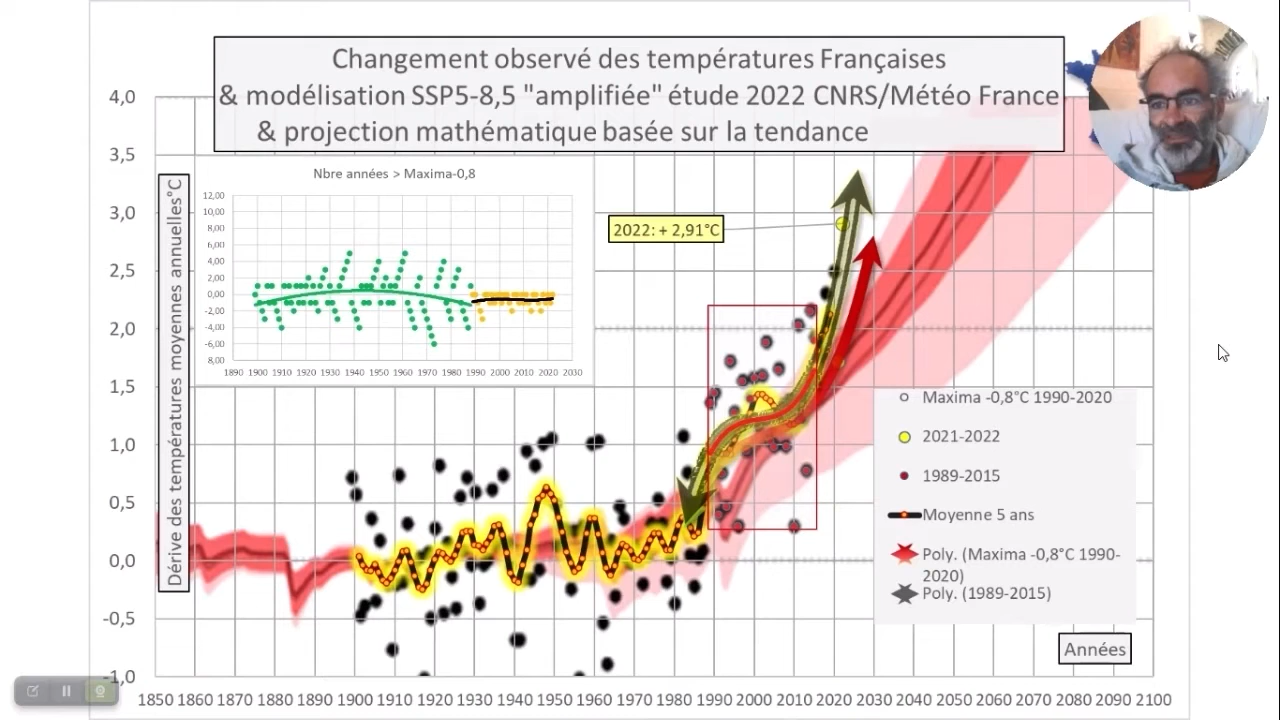 Changement observé des températures Françaises
& modélisation SSP5-8,5 "amplifiée" étude 2022 CNRS/Météo France
& projection mathématique basée sur la tendance
4,0
3,5
3,0
2,5
2,0
1,5
1,0
0,5
0,0
-0,5
-1,0
Dérive des températures moyennes annuelles°C
Nbre années > Maxima-0,8
12,00
10,00
8,00
6,00
4,00
2,00
0,00
-2,00
-4,00
-6,00
8,00
1890 1900 1910 1920 1930 1940 1950 1960 1970 1980 1990 2000 2010 2020 2030
2022: + 2,91°C
Maxima -0,8°C 1990-2020
2021-2022
1989-2015
Moyenne 5 ans
Poly. (Maxima -0,8°C 1990-
2020)
Poly. (1989-2015)
Années
1850 1860 1870 1880 1890 1900 1910 1920 1930 1940 1950 1960 1970 1980 1990 2000 2010 2020 2030 2040 2050 2060 2070 2080 2090 2100